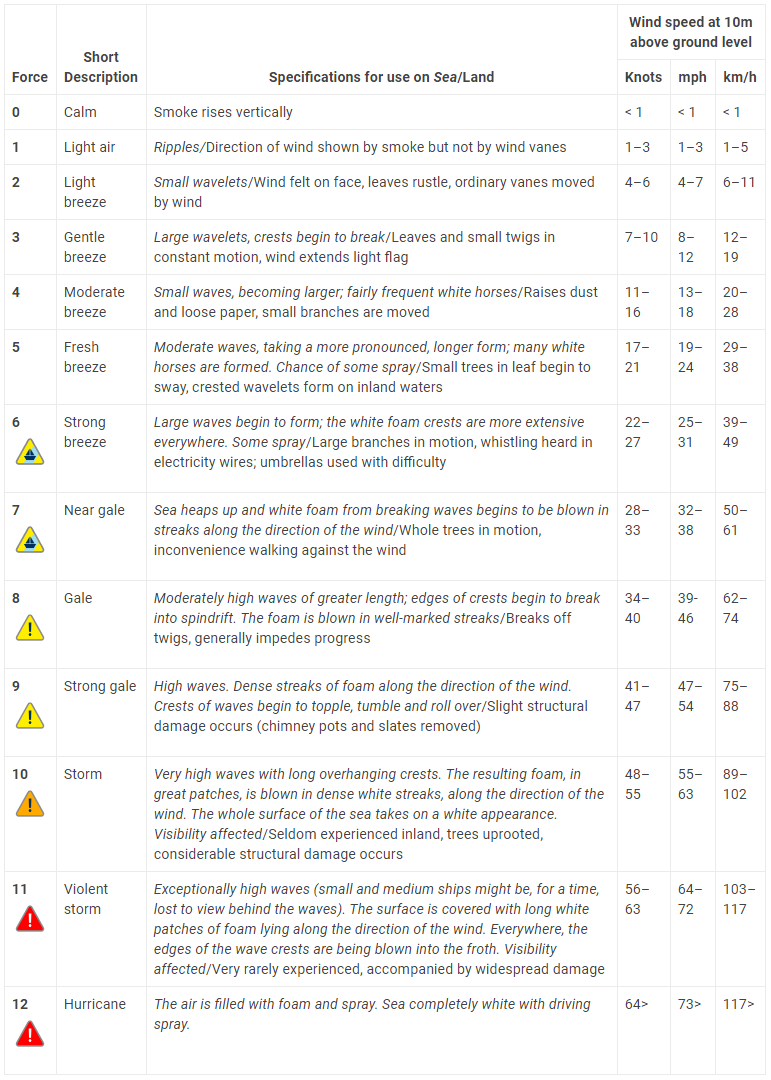 Wind speed at 10m
above ground level
Short
Force Description Specifications for use on Sea/Land Knots mph km/h
0 Calm Smoke rises vertically < 1 < 1 < 1
1 Light air Ripples/Direction of wind shown by smoke but not by wind vanes 1–3 1–3 1–5
2 Light Small wavelets/Wind felt on face, leaves rustle, ordinary vanes moved 4–6 4–7 6–11
breeze by wind
3 Gentle Large wavelets, crests begin to break/Leaves and small twigs in 7–10 8– 12–
breeze constant motion, wind extends light flag 12 19
4 Moderate Small waves, becoming larger; fairly frequent white horses/Raises dust 11– 13– 20–
breeze and loose paper, small branches are moved 16 18 28
5 Fresh Moderate waves, taking a more pronounced, longer form; many white 17– 19– 29–
breeze horses are formed. Chance of some spray/Small trees in leaf begin to 21 24 38
sway, crested wavelets form on inland waters
6 Strong Large waves begin to form; the white foam crests are more extensive 22– 25– 39–
breeze everywhere. Some spray/Large branches in motion, whistling heard in 27 31 49
electricity wires; umbrellas used with difficulty
7 Near gale Sea heaps up and white foam from breaking waves begins to be blown in 28– 32– 50–
streaks along the direction of the wind/Whole trees in motion, 33 38 61
inconvenience walking against the wind
8 Gale Moderately high waves of greater length; edges of crests begin to break 34– 39- 62–
! into spindrift. The foam is blown in well-marked streaks/Breaks off 40 46 74
twigs, generally impedes progress
9 Strong gale High waves. Dense streaks of foam along the direction of the wind. 41– 47– 75–
! Crests of waves begin to topple, tumble and roll over/Slight structural 47 54 88
damage occurs (chimney pots and slates removed)
10 Storm Very high waves with long overhanging crests. The resulting foam, in 48– 55– 89–
! great patches, is blown in dense white streaks, along the direction of the 55 63 102
wind. The whole surface of the sea takes on a white appearance.
Visibility affected/Seldom experienced inland, trees uprooted,
considerable structural damage occurs
11 Violent Exceptionally high waves (small and medium ships might be, for a time, 56– 64– 103–
! storm lost to view behind the waves). The surface is covered with long white 63 72 117
patches of foam lying along the direction of the wind. Everywhere, the
edges of the wave crests are being blown into the froth. Visibility
affected/Very rarely experienced, accompanied by widespread damage
12 Hurricane The air is filled with foam and spray. Sea completely white with driving 64> 73> 117>
! spray.